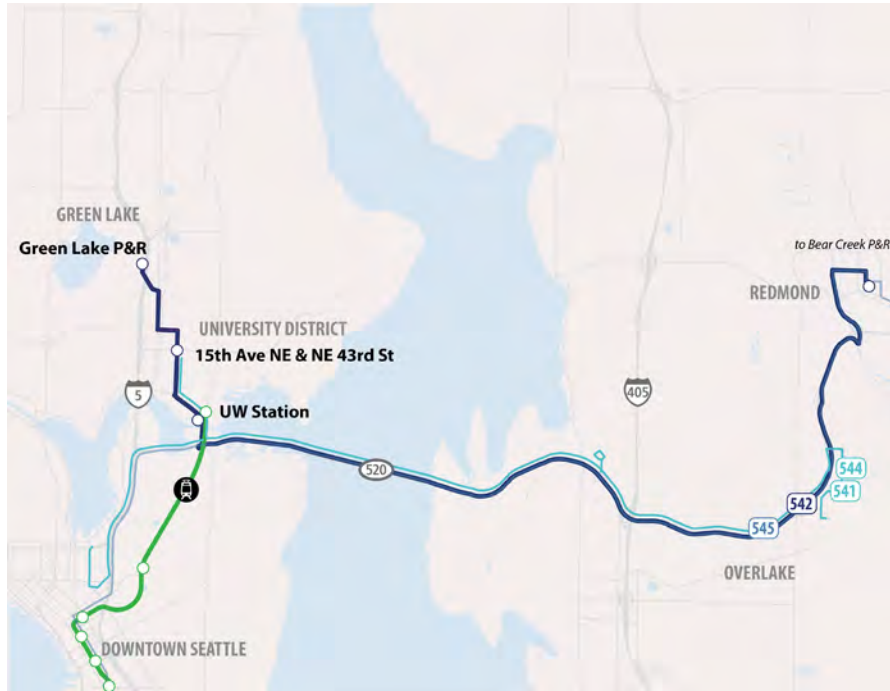 GREEN LAKE
Green Lake P&R
to Bear Creek P&R
REDMOND
UNIVERSITY DISTRICT
15th Ave NE & NE 43rd St
5
405
UW Station
520
544
541
542
545
OVERLAKE
DOWNTOWN SEATTLE